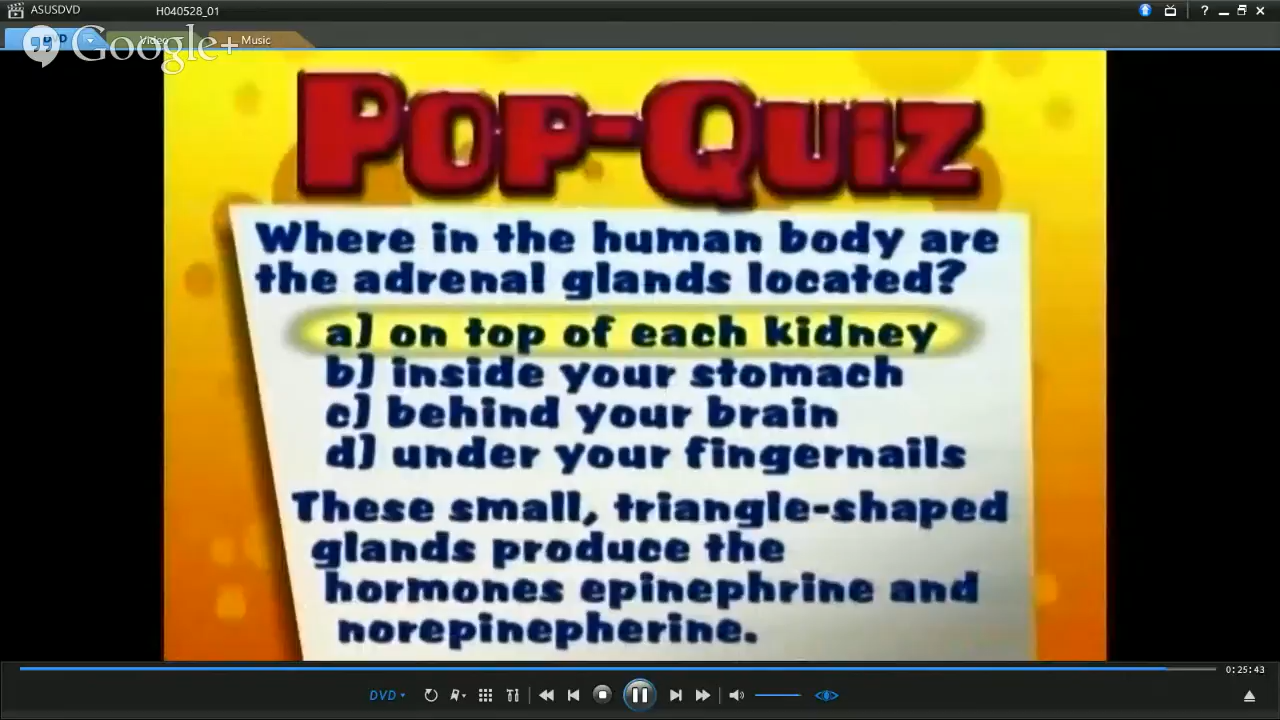 ASUSDVD H040528_01
DVD Video Music
Google+
POP-QUIZ
Where in the human body are
the adrenal glands located?
a) on top of each kidney
b) inside your stomach
c) behind your brain
d) under your fingernails
These small, triangle-shaped
glands produce the
hormones epinephrine and
norepinepherine.
0:25:43
DVD